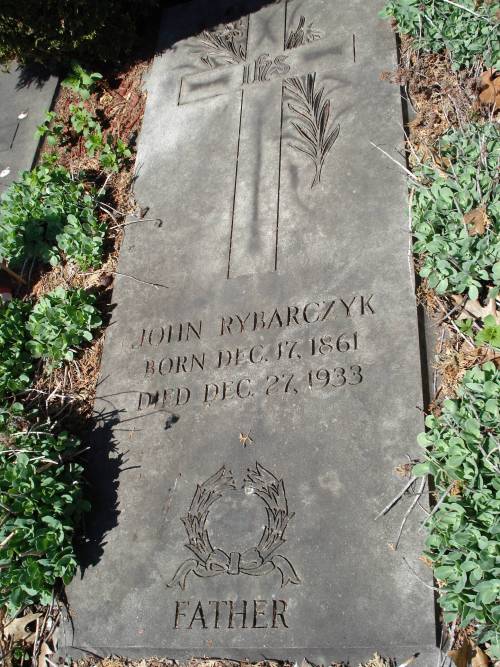 IHS
JOHN RYBARCZYK
BORN DEC. 17, 1861
DIED DEC. 27, 1933
FATHER